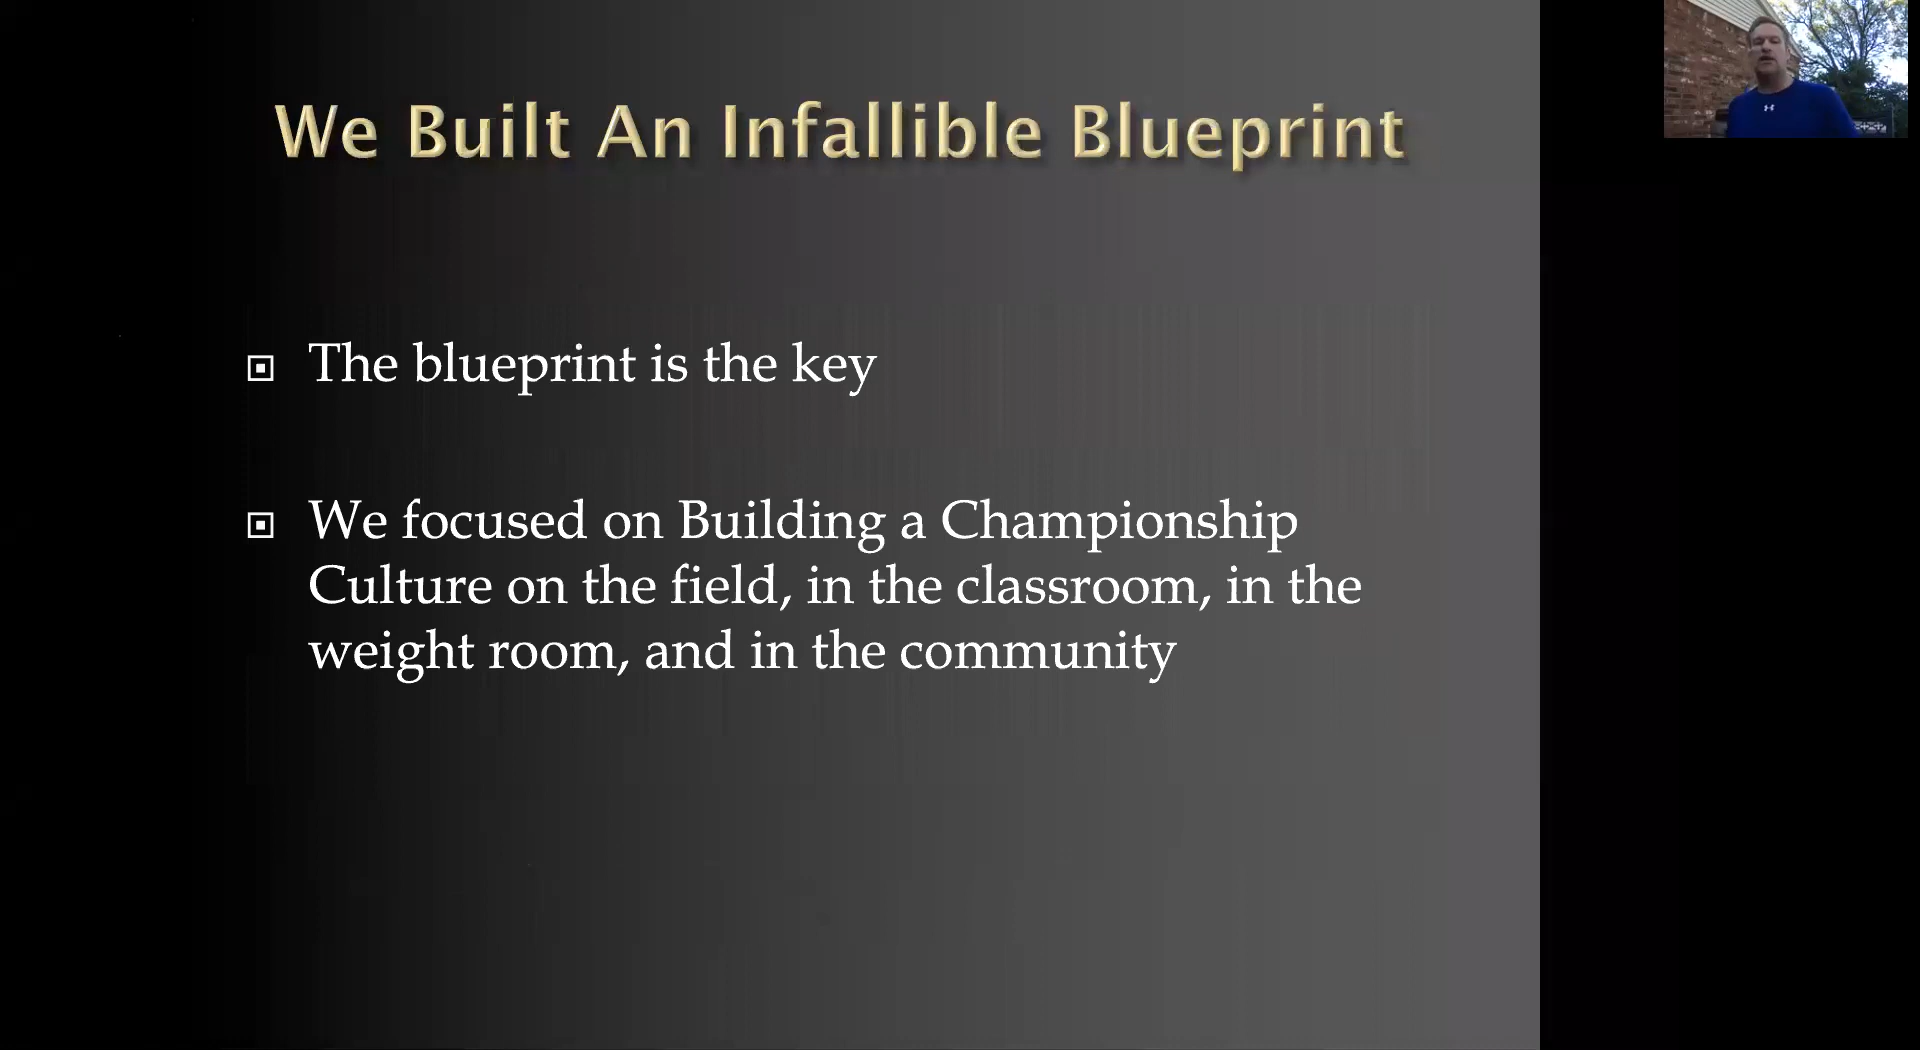 We Built An Infallible Blueprint
The blueprint is the key
We focused on Building a Championship
Culture on the field, in the classroom, in the
weight room, and in the community